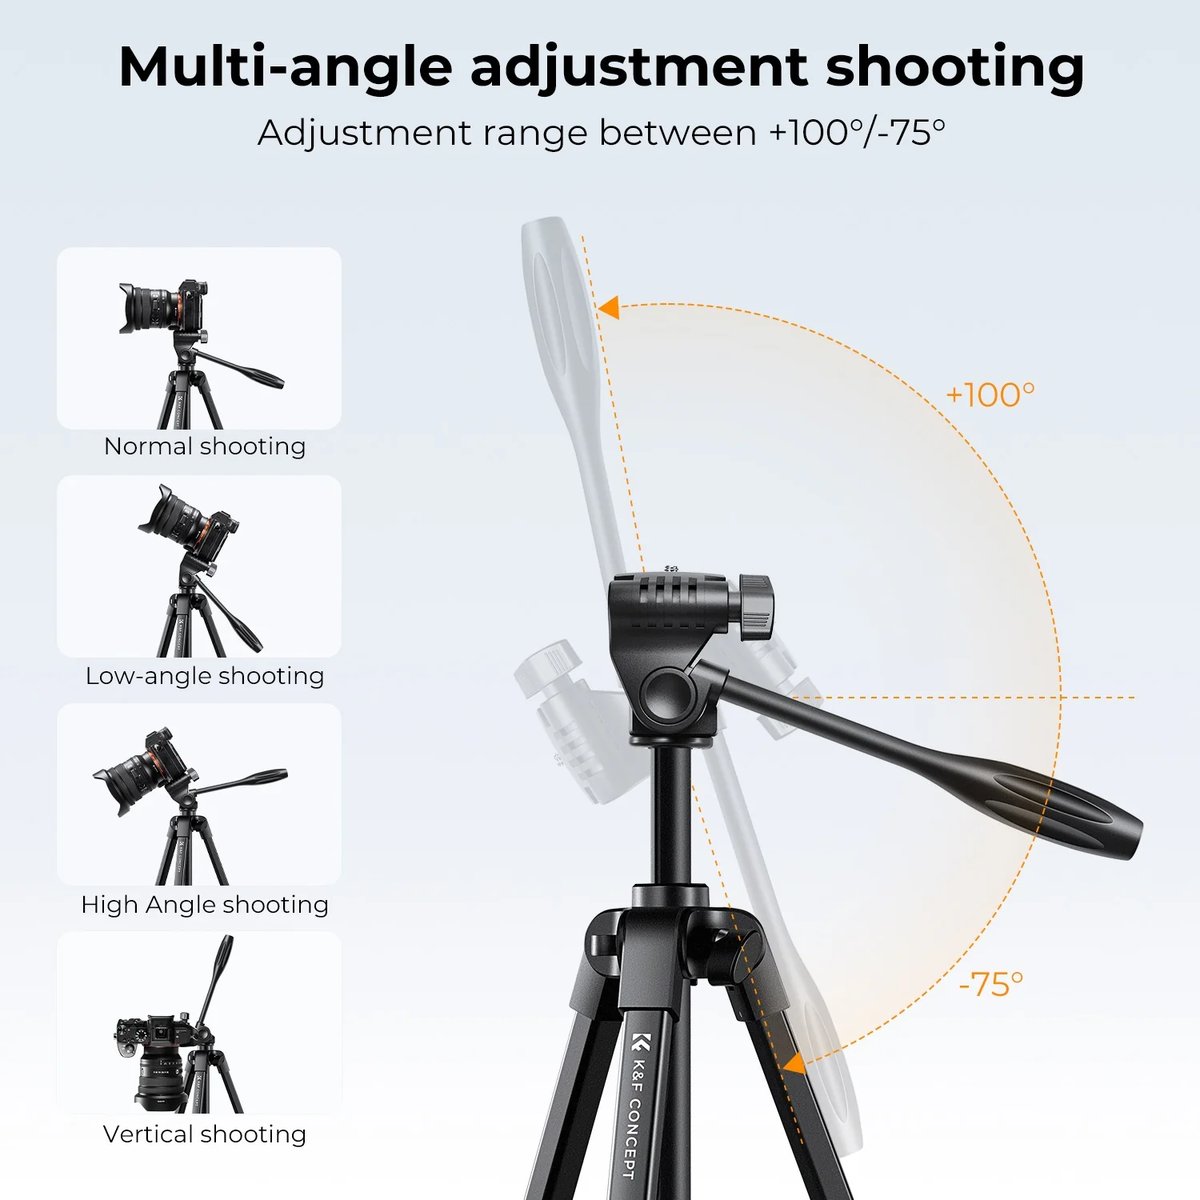 Multi-angle adjustment shooting
Adjustment range between +100°/-75°
Normal shooting
Low-angle shooting
High Angle shooting
Vertical shooting
+100°
-75°
K&F CONCEPT